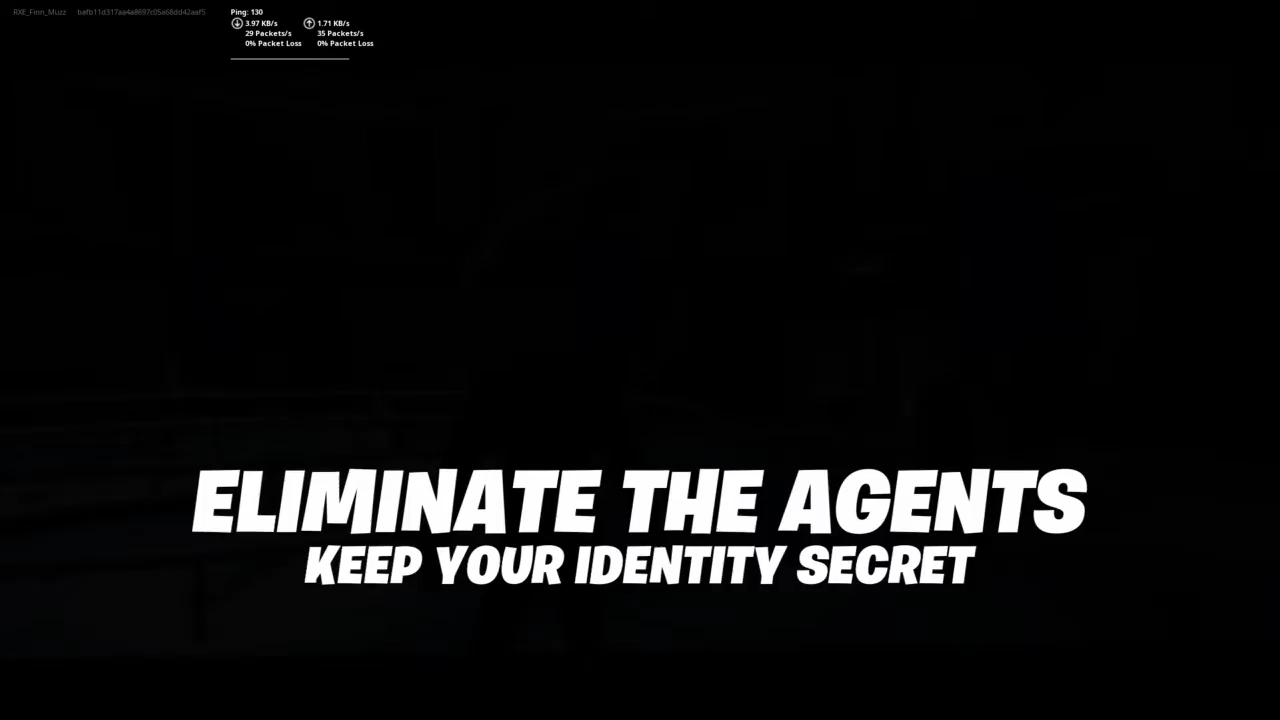 RXE_Finn_Muzz bafb11d317aa4a8697c05a68dd42aaf5
Ping: 130
3.97 KB/s 1.71 KB/s
29 Packets/s 35 Packets/s
0% Packet Loss 0% Packet Loss
ELIMINATE THE AGENTS
KEEP YOUR IDENTITY SECRET